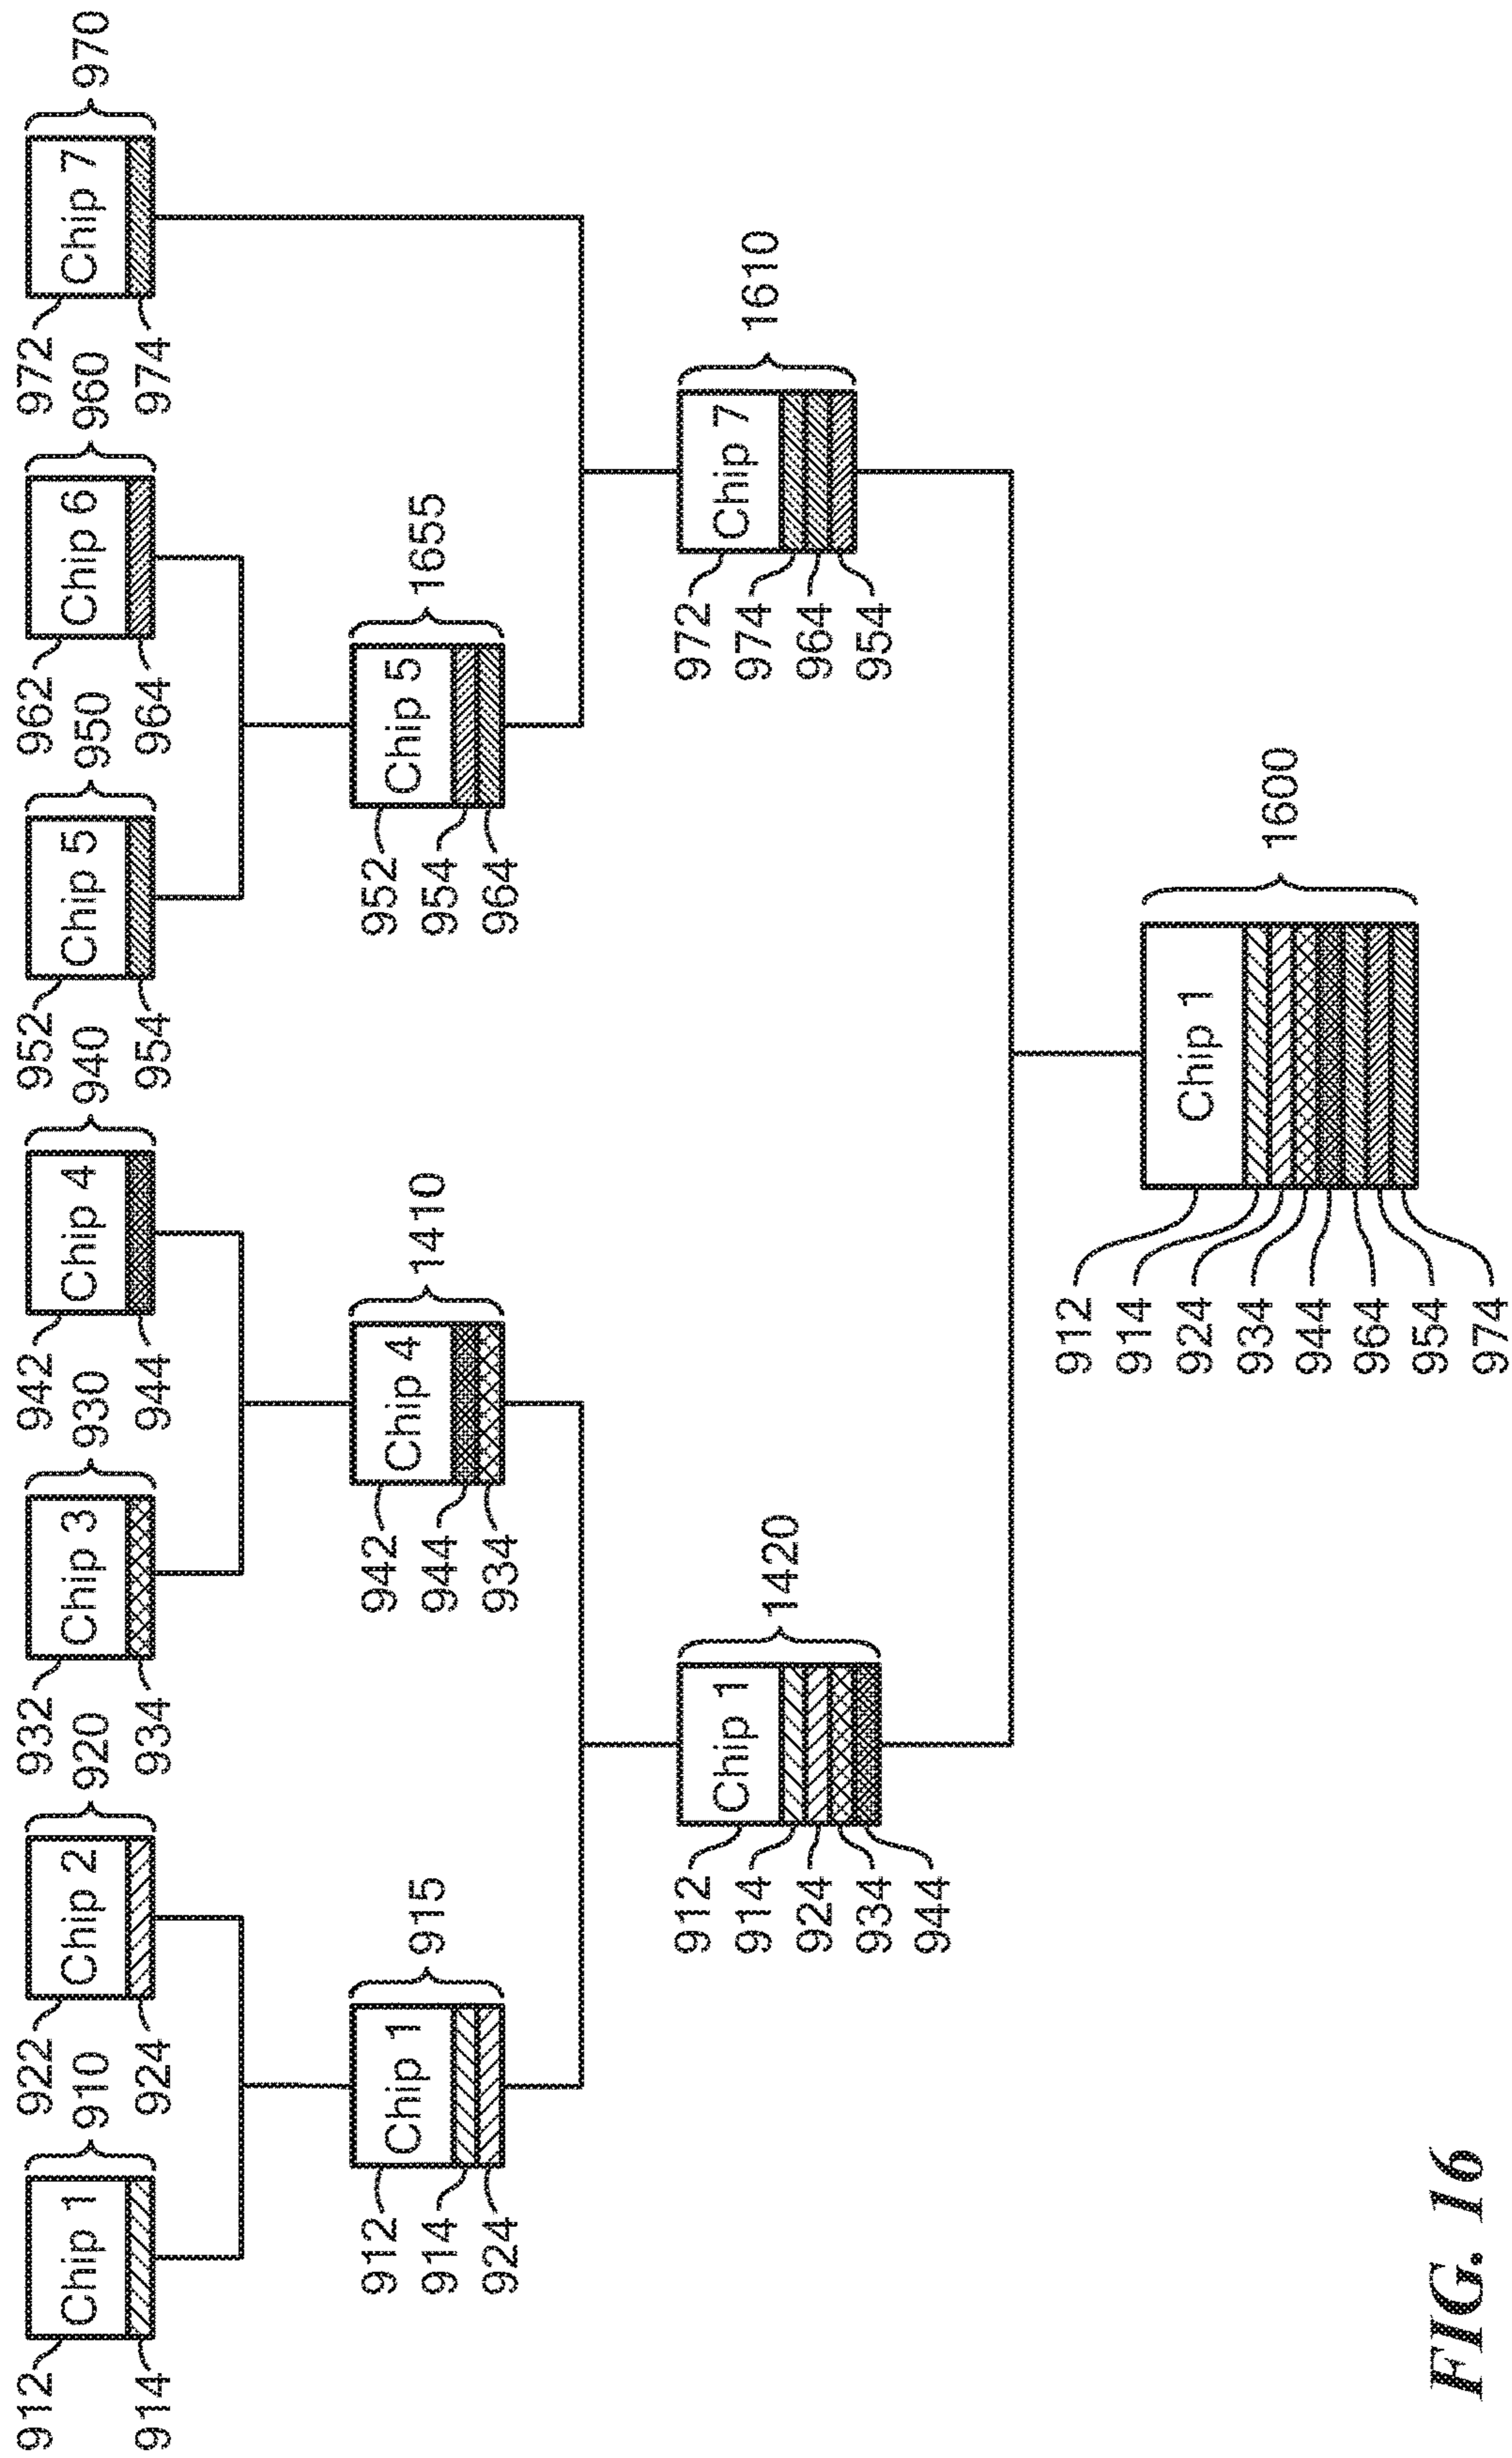 910 920 930 940 950 960 970
912 Chip 1
914
922 Chip 2
924
932 Chip 3
934
942 Chip 4
944
952 Chip 5
954
962 Chip 6
964
972 Chip 7
974
912 Chip 1 915
914
924
942 Chip 4 1410
944
934
952 Chip 5 1655
954
964
912 Chip 1 1420
914
924
934
944
972 Chip 7 1610
974
964
954
912 Chip 1 1600
914
924
934
944
964
954
974
FIG. 16